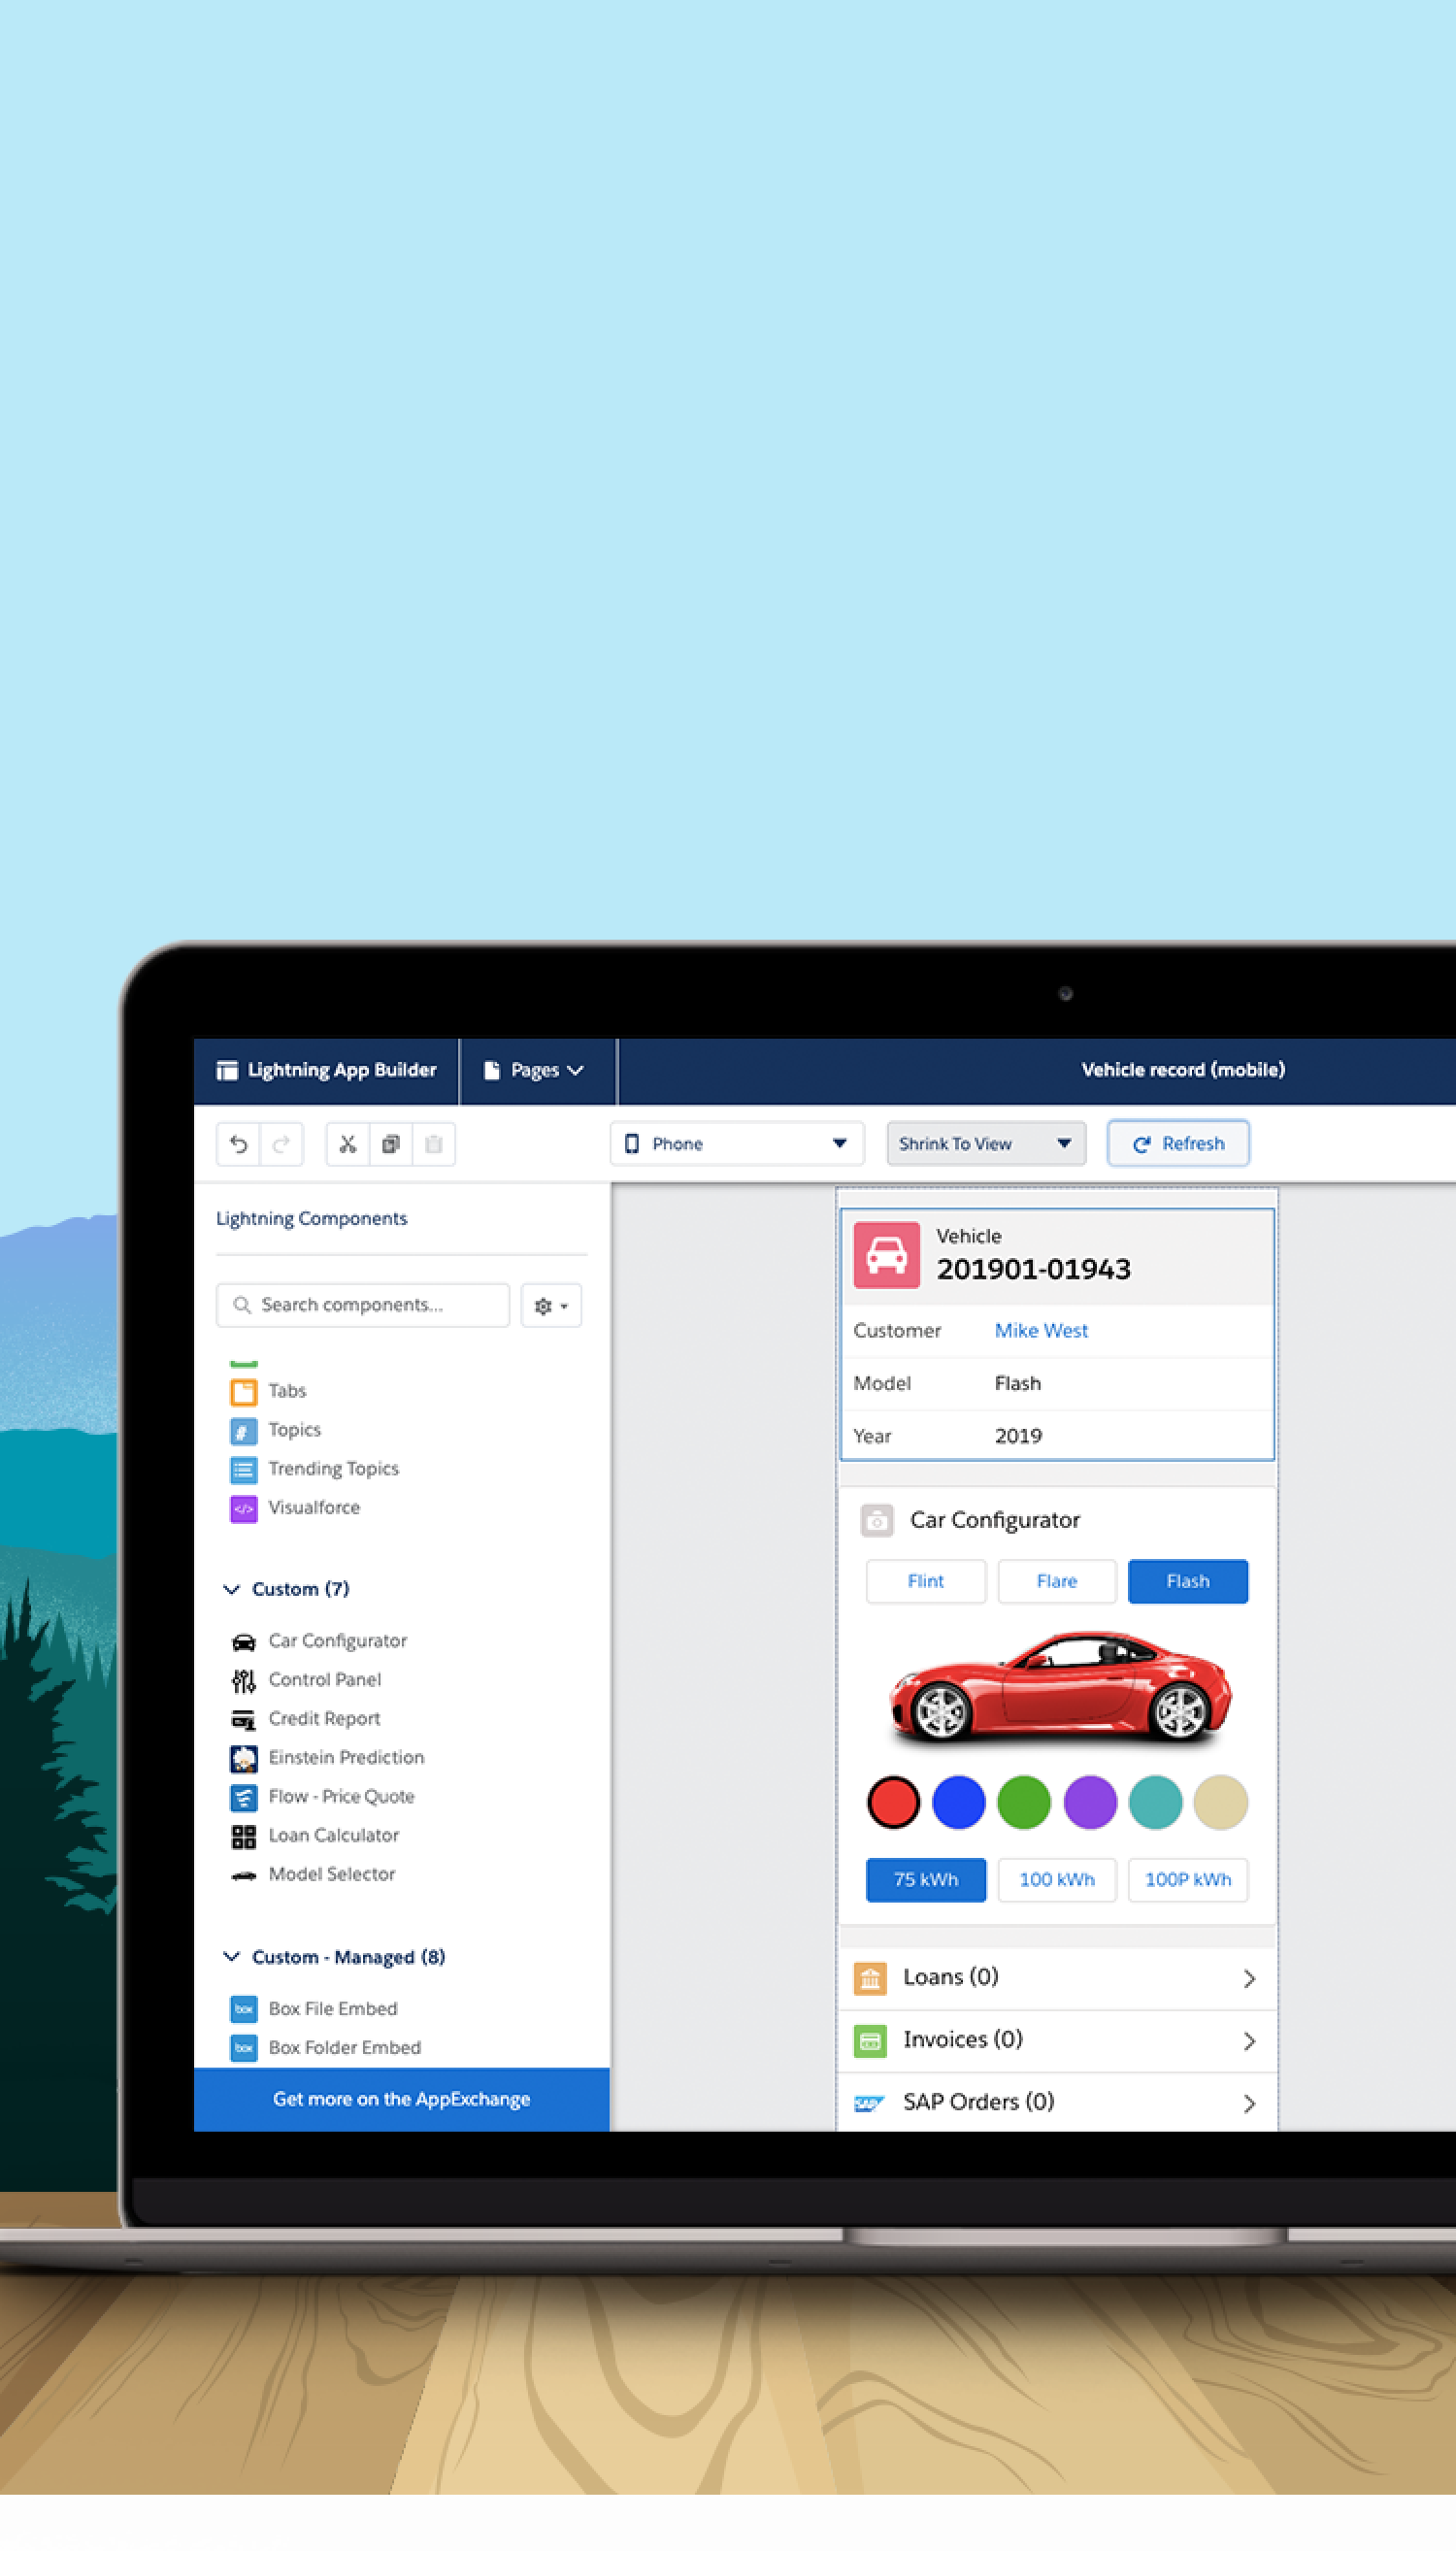 Lightning App Builder
Pages
Vehicle record (mobile)
Phone
Shrink To View
Refresh
Lightning Components
Search components...
Tabs
Topics
Trending Topics
Visualforce
Custom (7)
Car Configurator
Control Panel
Credit Report
Einstein Prediction
Flow - Price Quote
Loan Calculator
Model Selector
Custom - Managed (8)
box Box File Embed
box Box Folder Embed
Get more on the AppExchange
Vehicle
201901-01943
Customer Mike West
Model Flash
Year 2019
Car Configurator
Flint Flare Flash
75 kWh 100 kWh 100P kWh
Loans (0)
Invoices (0)
SAP SAP Orders (0)